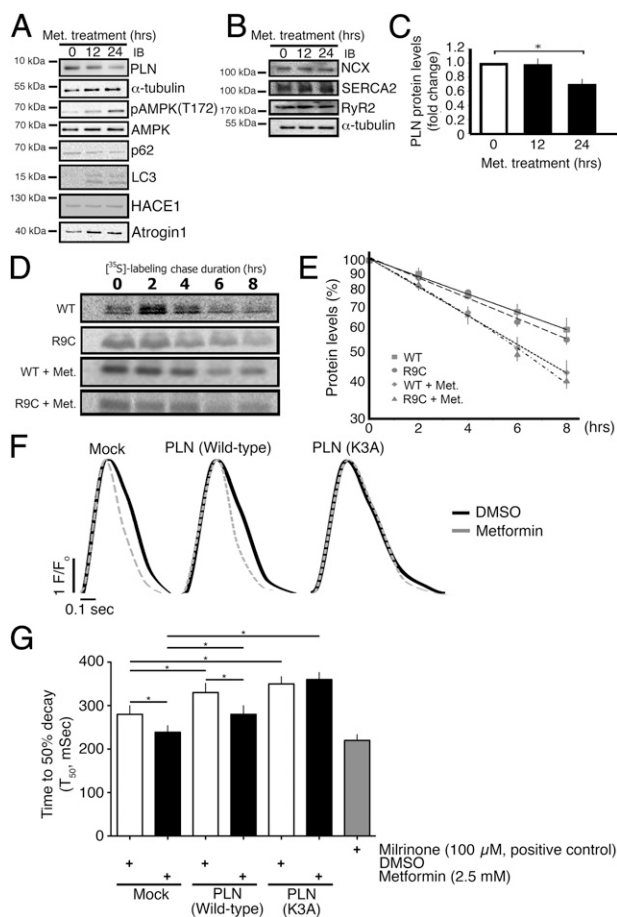 A
Met. treatment (hrs)
0 12 24 IB
10 kDa PLN
55 kDa α-tubulin
70 kDa pAMPK(T172)
70 kDa AMPK
70 kDa p62
15 kDa LC3
130 kDa HACE1
40 kDa Atrogin1
B
Met. treatment (hrs)
0 12 24 IB
100 kDa NCX
100 kDa SERCA2
170 kDa RyR2
55 kDa α-tubulin
C
PLN protein levels
(fold change)
1.2
1.0
0.8
0.6
0.4
0.2
0
*
0 12 24
Met. treatment (hrs)
D
[³⁵S]-labeling chase duration (hrs)
0 2 4 6 8
WT
R9C
WT + Met.
R9C + Met.
E
Protein levels (%)
100
90
80
70
60
50
40
30
WT
R9C
WT + Met.
R9C + Met.
0 2 4 6 8 (hrs)
F
Mock
PLN (Wild-type)
PLN (K3A)
DMSO
Metformin
1 F/F₀
0.1 sec
G
Time to 50% decay
(T₅₀, mSec)
400
300
200
100
0
*
*
*
*
*
*
+ Milrinone (100 µM, positive control)
+ + + DMSO
+ + + Metformin (2.5 mM)
Mock
PLN
(Wild-type)
PLN
(K3A)